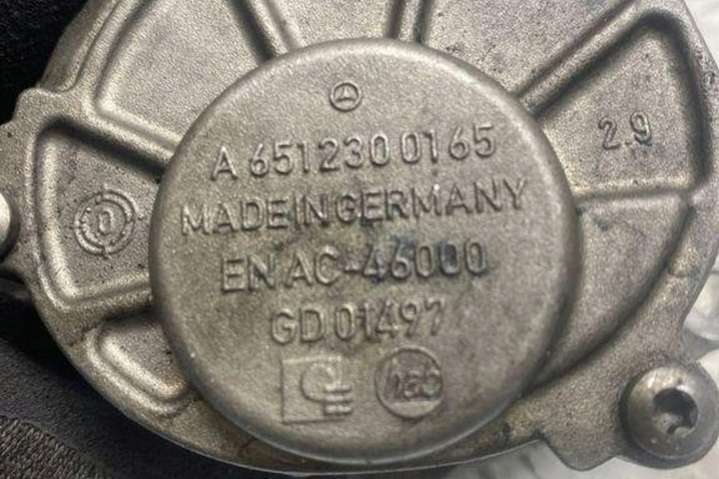 A 651 230 01 65
MADE IN GERMANY
EN AC-46000
GD 01497
2.9